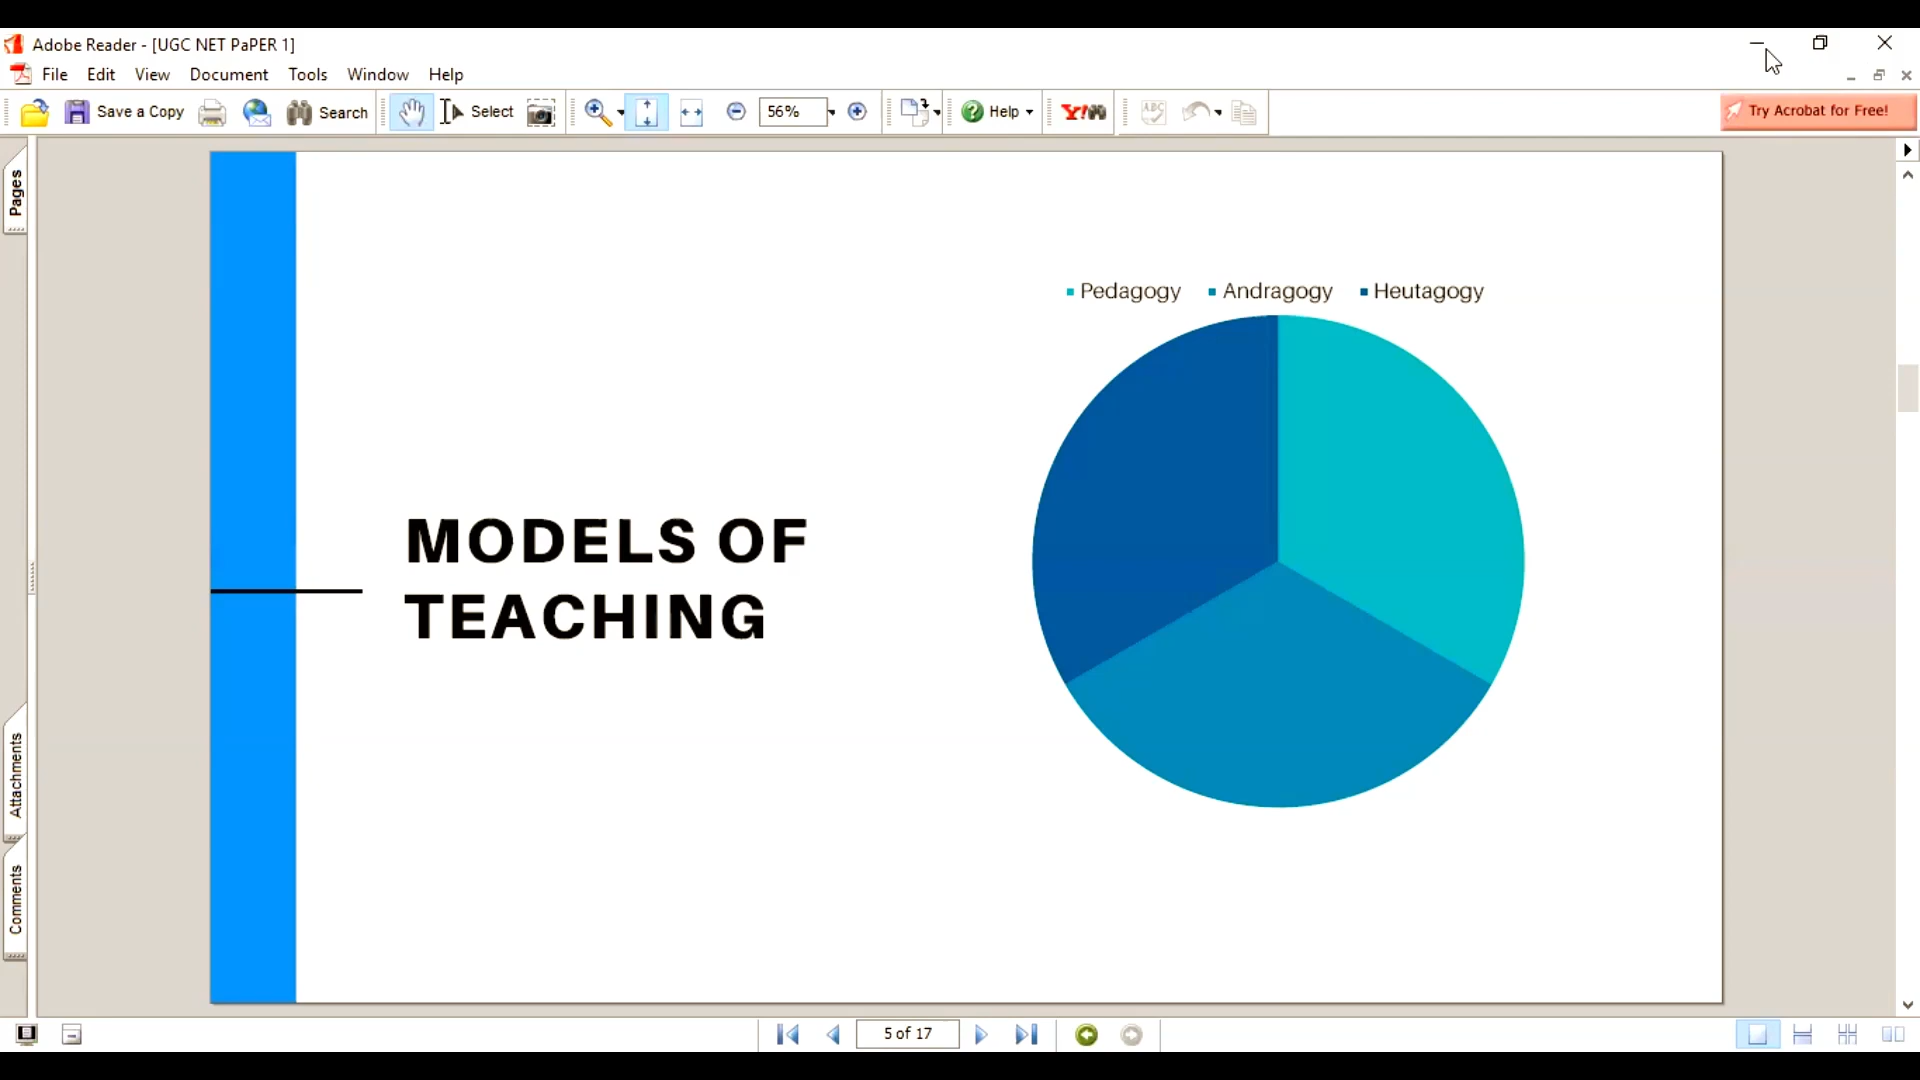 Adobe Reader - [UGC NET PaPER 1]
File Edit View Document Tools Window Help
Save a Copy Search Select 56% Help Y! ABC Try Acrobat for Free!
Pages
Pedagogy Andragogy Heutagogy
MODELS OF
TEACHING
Attachments
Comments
5 of 17